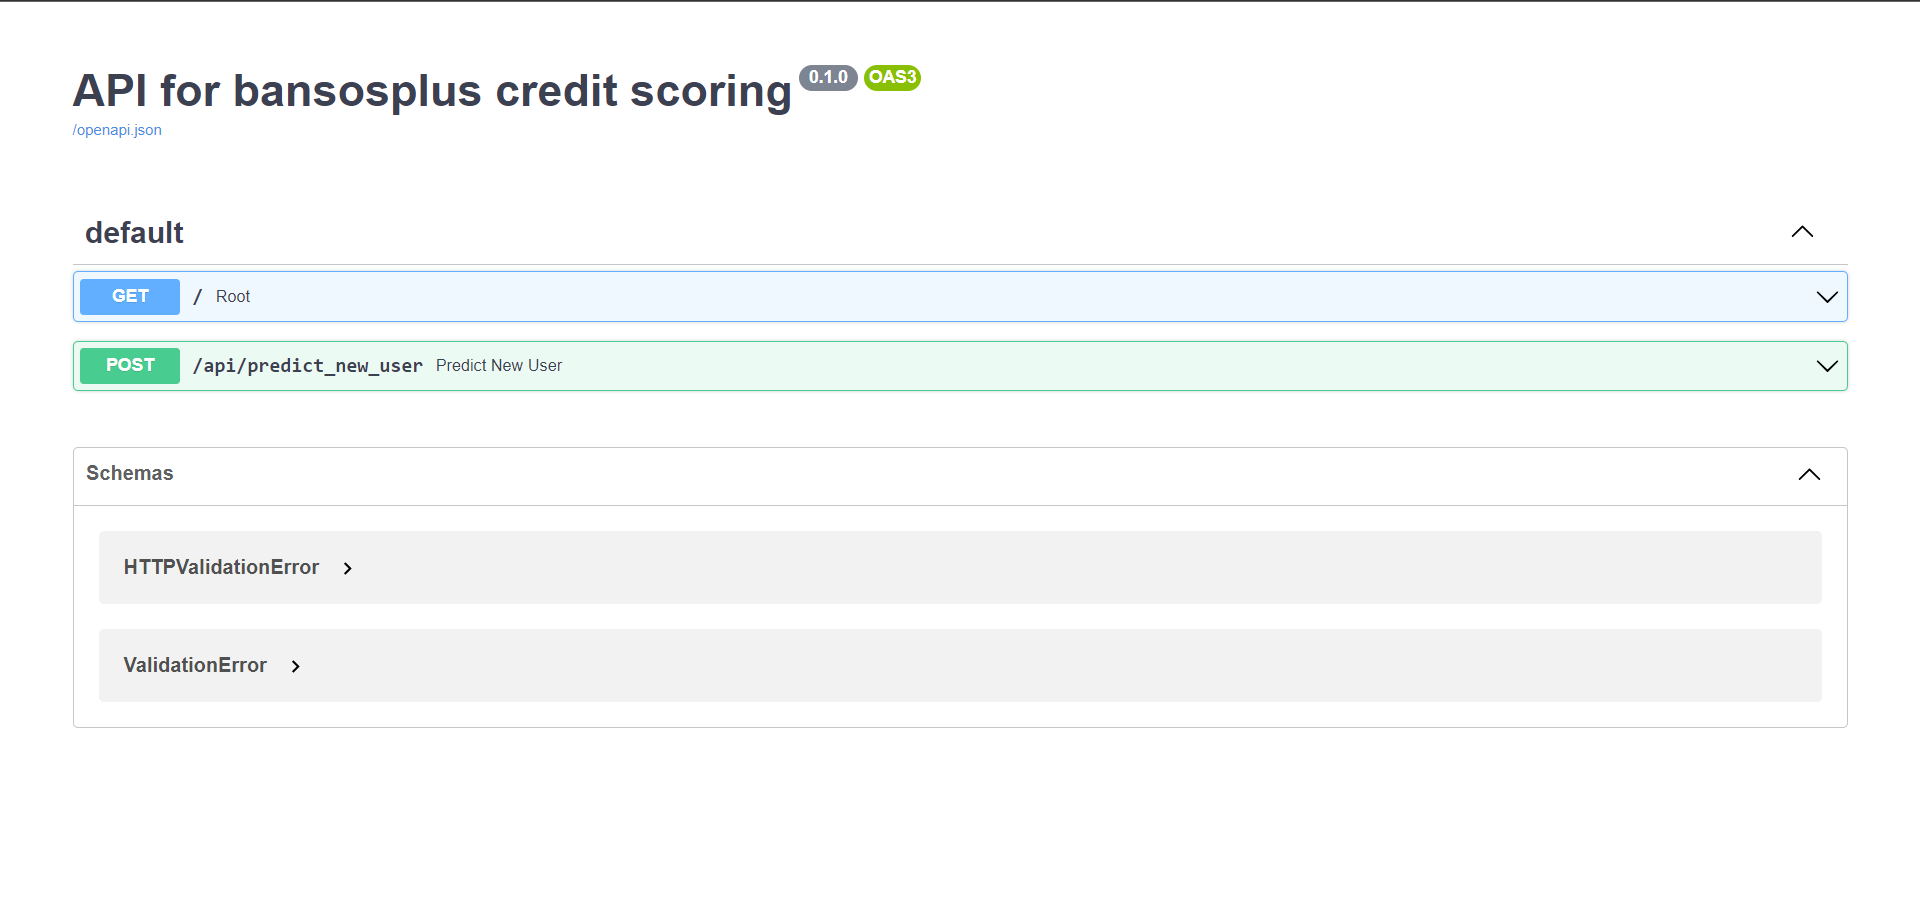 API for bansosplus credit scoring 0.1.0 OAS3
/openapi.json
default
GET / Root
POST /api/predict_new_user Predict New User
Schemas
HTTPValidationError
ValidationError